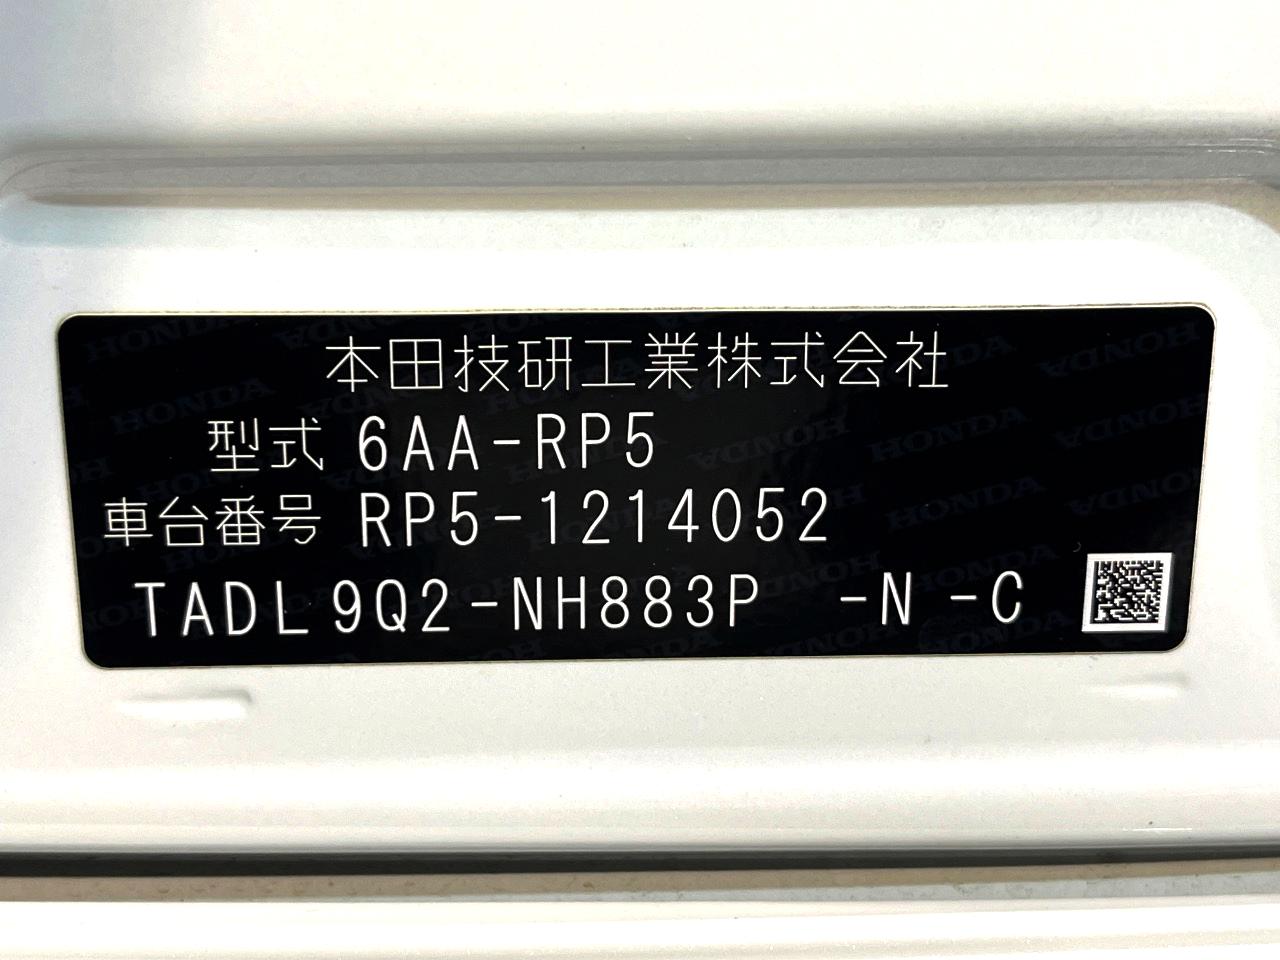 本田技研工業株式会社
型式 6AA-RP5
車台番号 RP5-1214052
TADL9Q2-NH883P -N -C